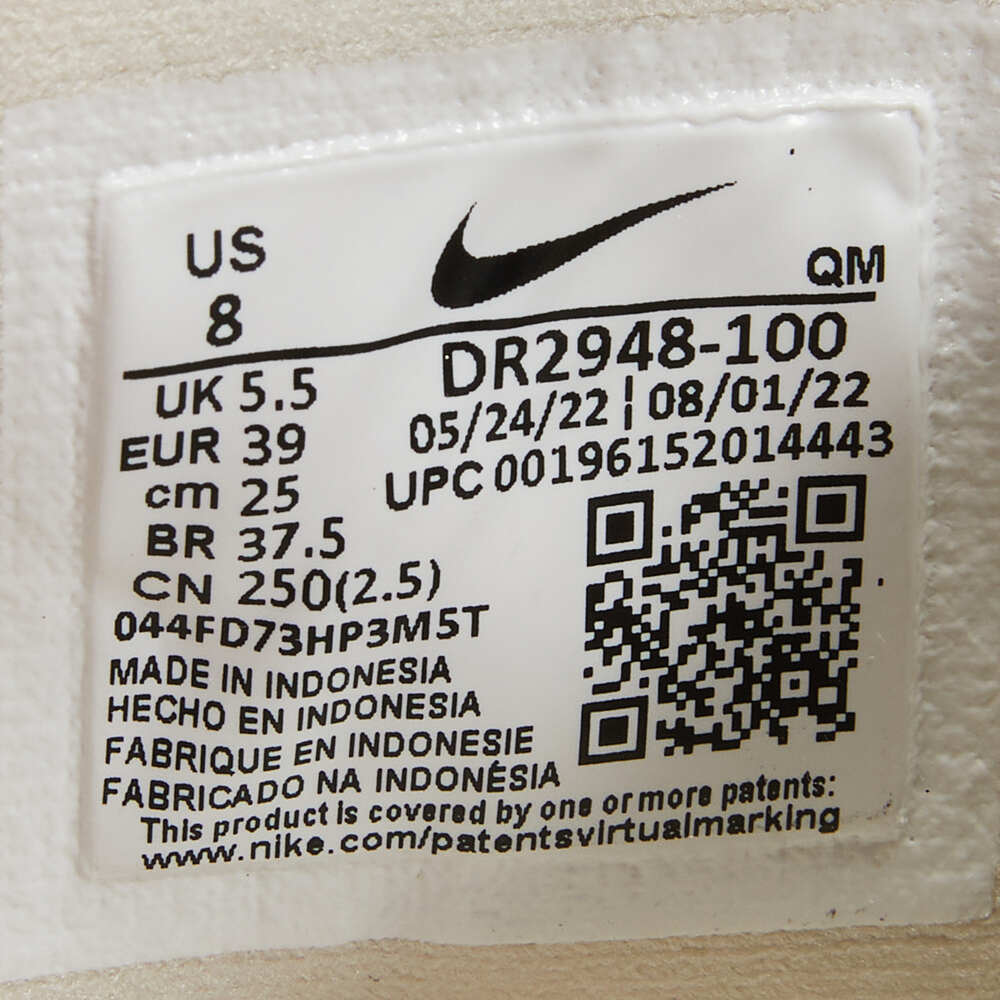 US
8
QM
DR2948-100
UK 5.5
05/24/22 | 08/01/22
EUR 39
UPC 00196152014443
cm 25
BR 37.5
CN 250(2.5)
044FD73HP3M5T
MADE IN INDONESIA
HECHO EN INDONESIA
FABRIQUE EN INDONESIE
FABRICADO NA INDONÉSIA
This product is covered by one or more patents:
www.nike.com/patentsvirtualmarking